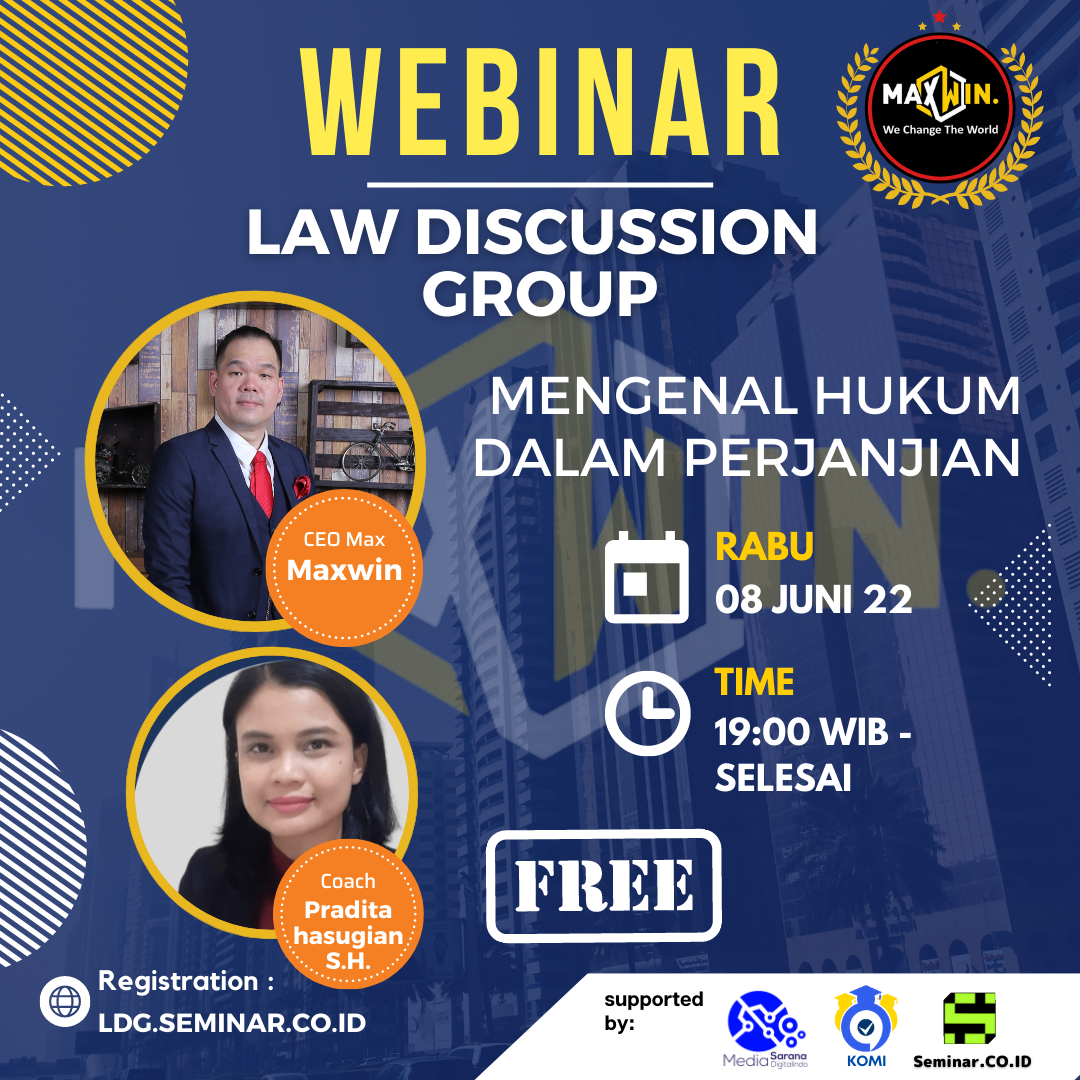 WEBINAR
MAXWIN.
We Change The World
LAW DISCUSSION
GROUP
MENGENAL HUKUM
DALAM PERJANJIAN
CEO Max
Maxwin
RABU
08 JUNI 22
TIME
19:00 WIB -
SELESAI
Coach
Pradita
hasugian
S.H.
FREE
Registration :
LDG.SEMINAR.CO.ID
supported
by:
Media Sarana
Digitalindo
KOMI
Seminar.CO.ID
MAXWIN.